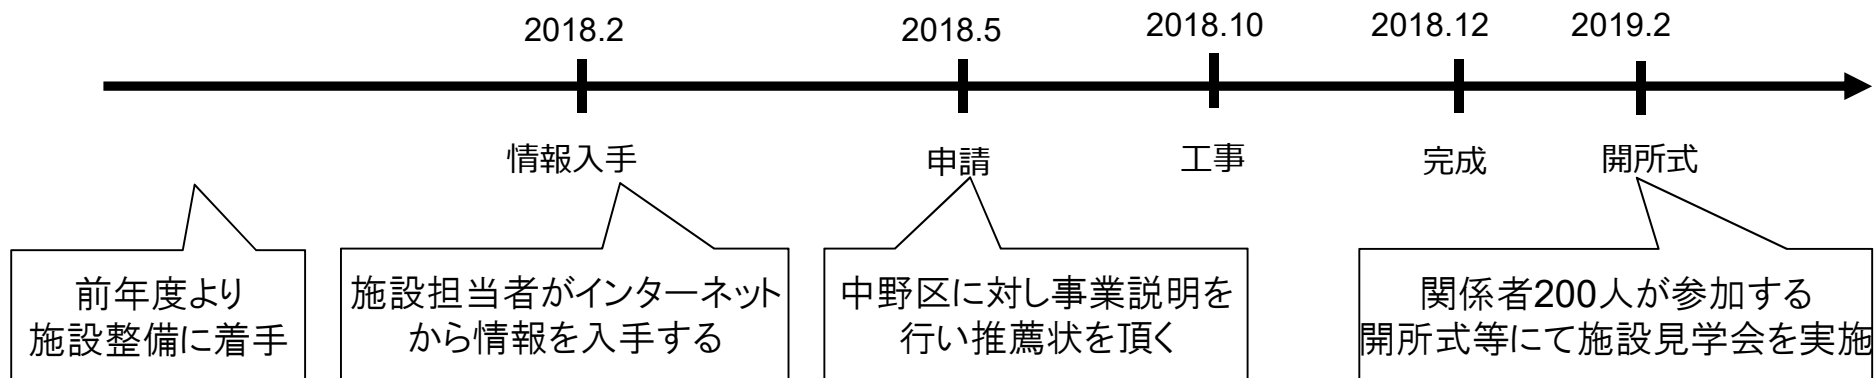 2018.2
2018.5
2018.10
2018.12
2019.2
情報入手
申請
工事
完成
開所式
前年度より
施設整備に着手
施設担当者がインターネット
から情報を入手する
中野区に対し事業説明を
行い推薦状を頂く
関係者200人が参加する
開所式等にて施設見学会を実施